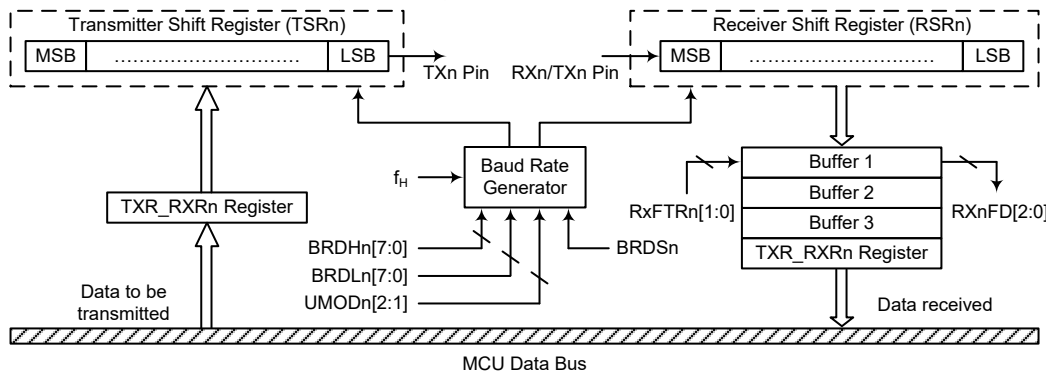 Transmitter Shift Register (TSRn)
MSB ................................ LSB
TXn Pin
RXn/TXn Pin
Receiver Shift Register (RSRn)
MSB ................................ LSB
fH
Baud Rate
Generator
TXR_RXRn Register
BRDHn[7:0]
BRDLn[7:0]
UMODn[2:1]
BRDSn
RxFTRn[1:0]
Buffer 1
Buffer 2
Buffer 3
TXR_RXRn Register
RXnFD[2:0]
Data to be
transmitted
Data received
MCU Data Bus